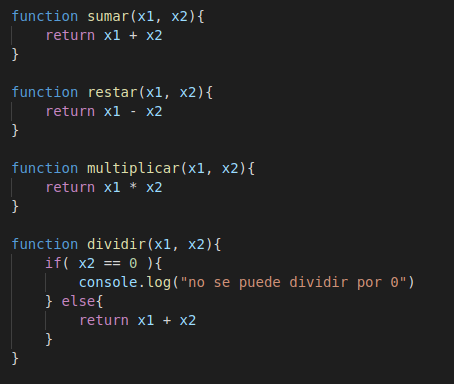 function sumar(x1, x2){
    return x1 + x2
}

function restar(x1, x2){
    return x1 - x2
}

function multiplicar(x1, x2){
    return x1 * x2
}

function dividir(x1, x2){
    if( x2 == 0 ){
        console.log("no se puede dividir por 0")
    } else{
        return x1 + x2
    }
}